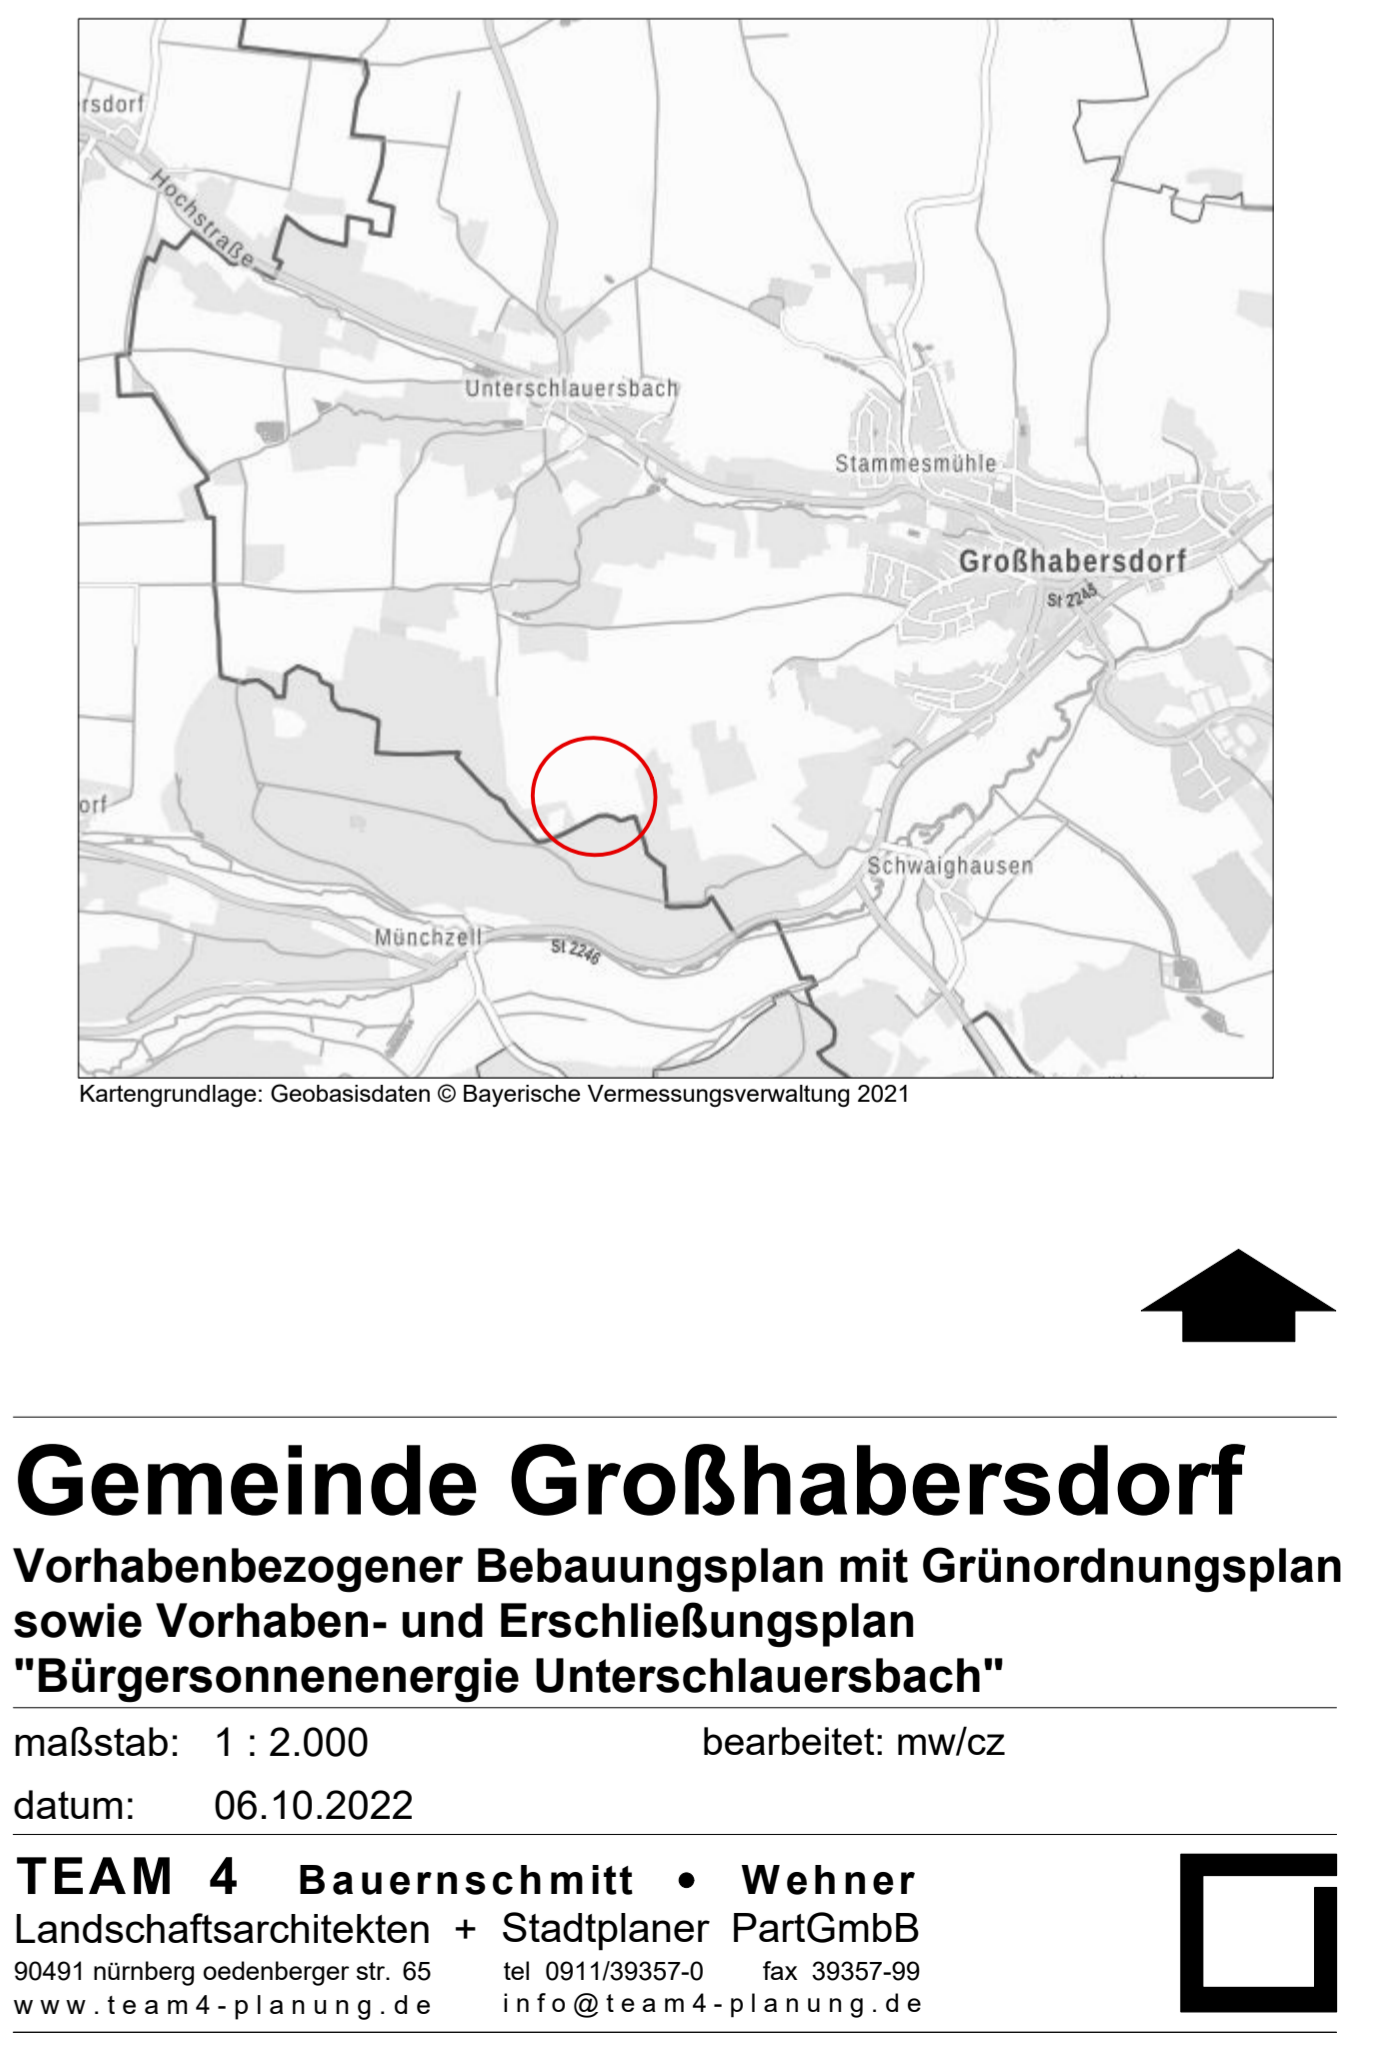 rsdorf
Hochstraße
Unterschlauersbach
Stammesmühle
Großhabersdorf
St 2245
orf
Schwaighausen
Münchzell
St 2246
Kartengrundlage: Geobasisdaten © Bayerische Vermessungsverwaltung 2021
Gemeinde Großhabersdorf
Vorhabenbezogener Bebauungsplan mit Grünordnungsplan
sowie Vorhaben- und Erschließungsplan
"Bürgersonnenenergie Unterschlauersbach"
maßstab: 1 : 2.000 bearbeitet: mw/cz
datum: 06.10.2022
TEAM 4 Bauernschmitt • Wehner
Landschaftsarchitekten + Stadtplaner PartGmbB
90491 nürnberg oedenberger str. 65 tel 0911/39357-0 fax 39357-99
www.team4-planung.de info@team4-planung.de